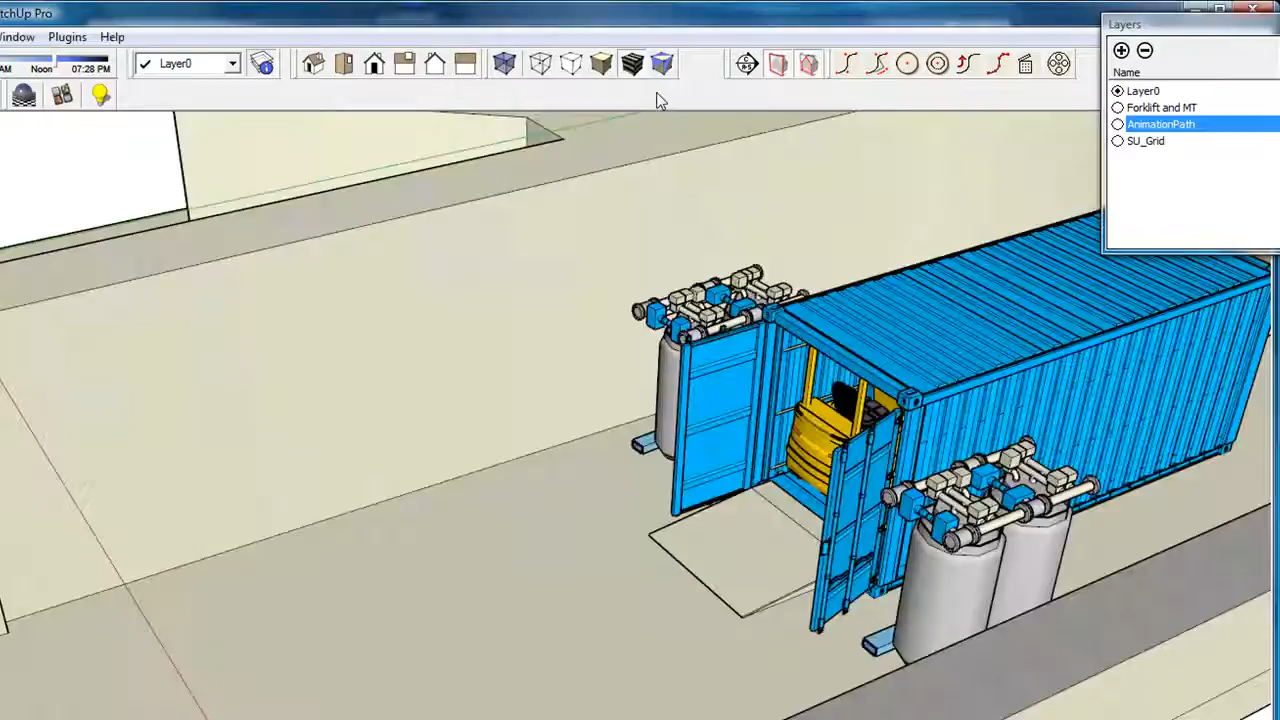 tchUp Pro
Window Plugins Help
Layers
AM Noon 07:28 PM
Layer0
Name
Layer0
Forklift and MT
AnimationPath
SU_Grid